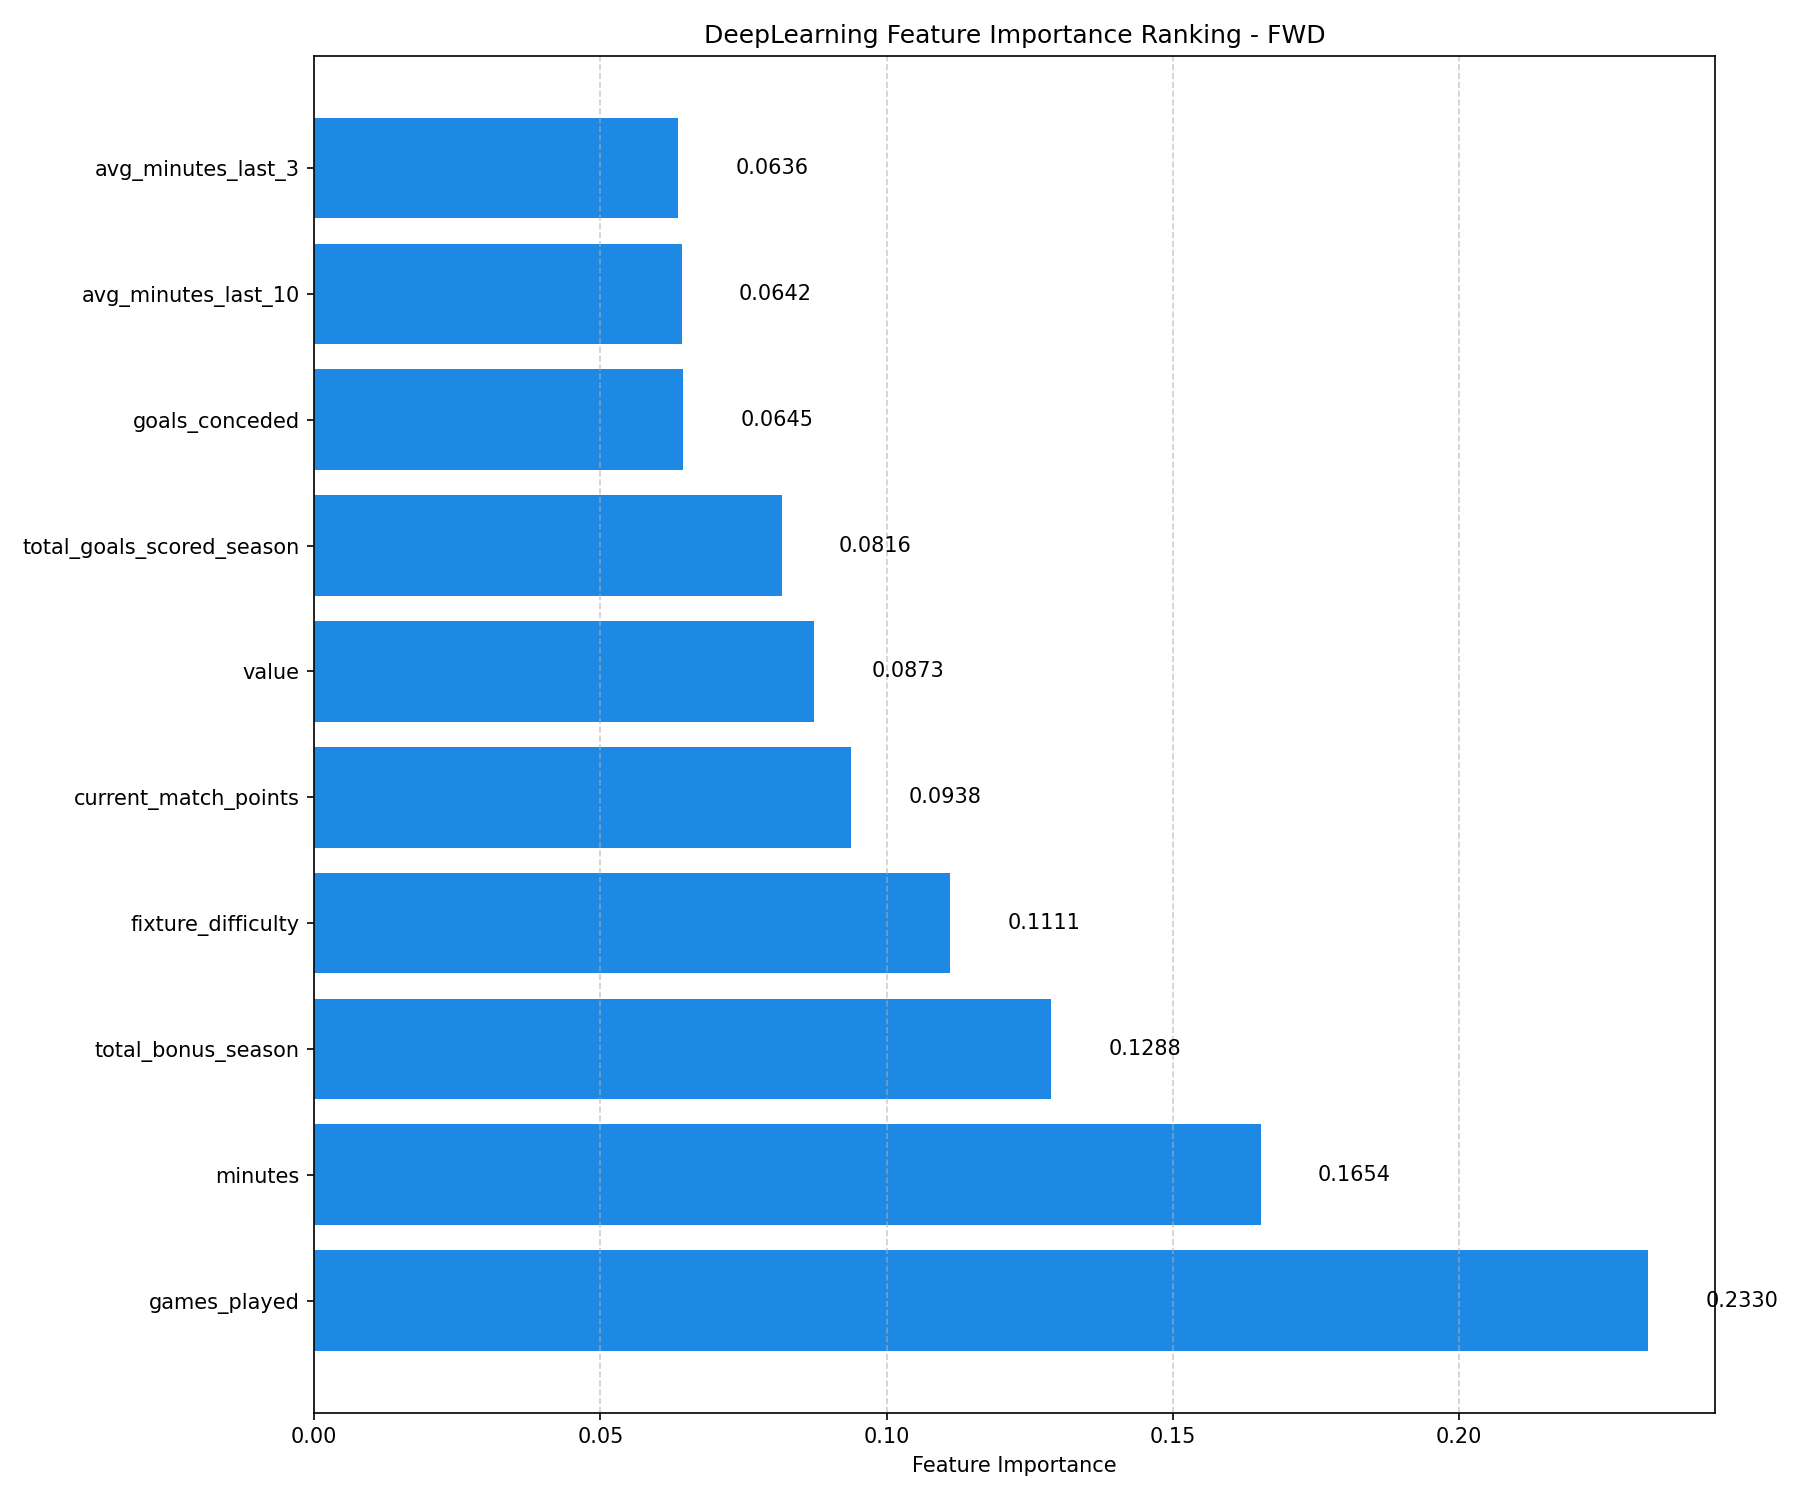 DeepLearning Feature Importance Ranking - FWD
avg_minutes_last_3 0.0636
avg_minutes_last_10 0.0642
goals_conceded 0.0645
total_goals_scored_season 0.0816
value 0.0873
current_match_points 0.0938
fixture_difficulty 0.1111
total_bonus_season 0.1288
minutes 0.1654
games_played 0.2330
0.00 0.05 0.10 0.15 0.20
Feature Importance